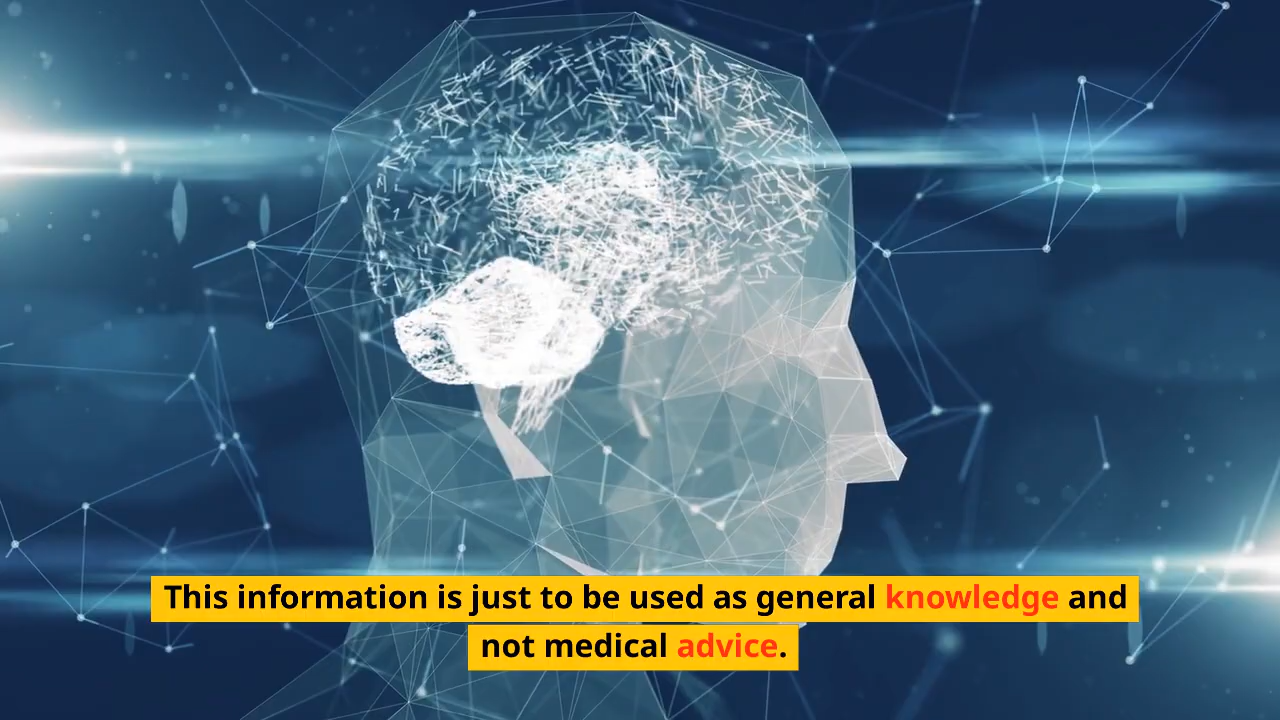 This information is just to be used as general knowledge and
not medical advice.